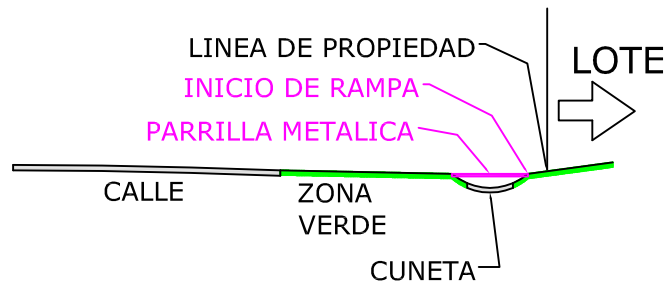 LINEA DE PROPIEDAD
LOTE
INICIO DE RAMPA
PARRILLA METALICA
CALLE
ZONA
VERDE
CUNETA